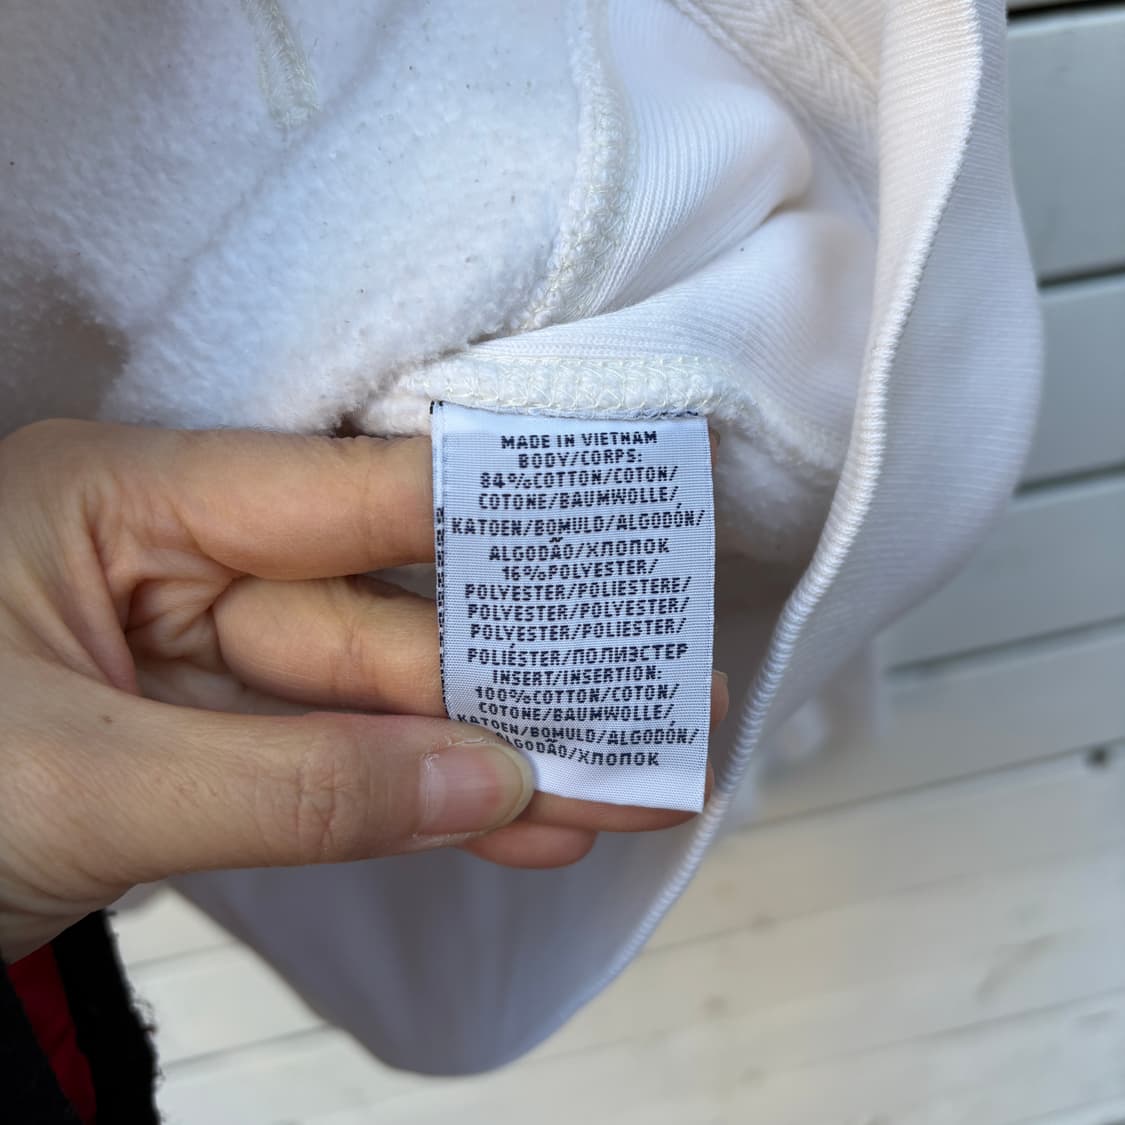 MADE IN VIETNAM
BODY/CORPS:
84%COTTON/COTON/
COTONE/BAUMWOLLE/
KATOEN/BOMULD/ALGODÓN/
ALGODÃO/ХЛОПОК
16%POLYESTER/
POLYESTER/POLIESTERE/
POLYESTER/POLYESTER/
POLYESTER/POLIESTER/
POLIÉSTER/ПОЛИЭСТЕР
INSERT/INSERTION:
100%COTTON/COTON/
COTONE/BAUMWOLLE/
KATOEN/BOMULD/ALGODÓN/
ALGODÃO/ХЛОПОК